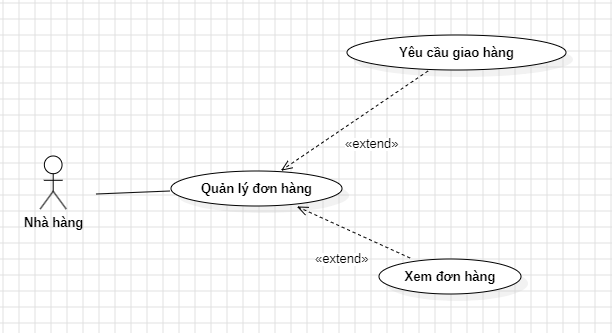 Yêu cầu giao hàng
«extend»
Quản lý đơn hàng
Nhà hàng
«extend»
Xem đơn hàng